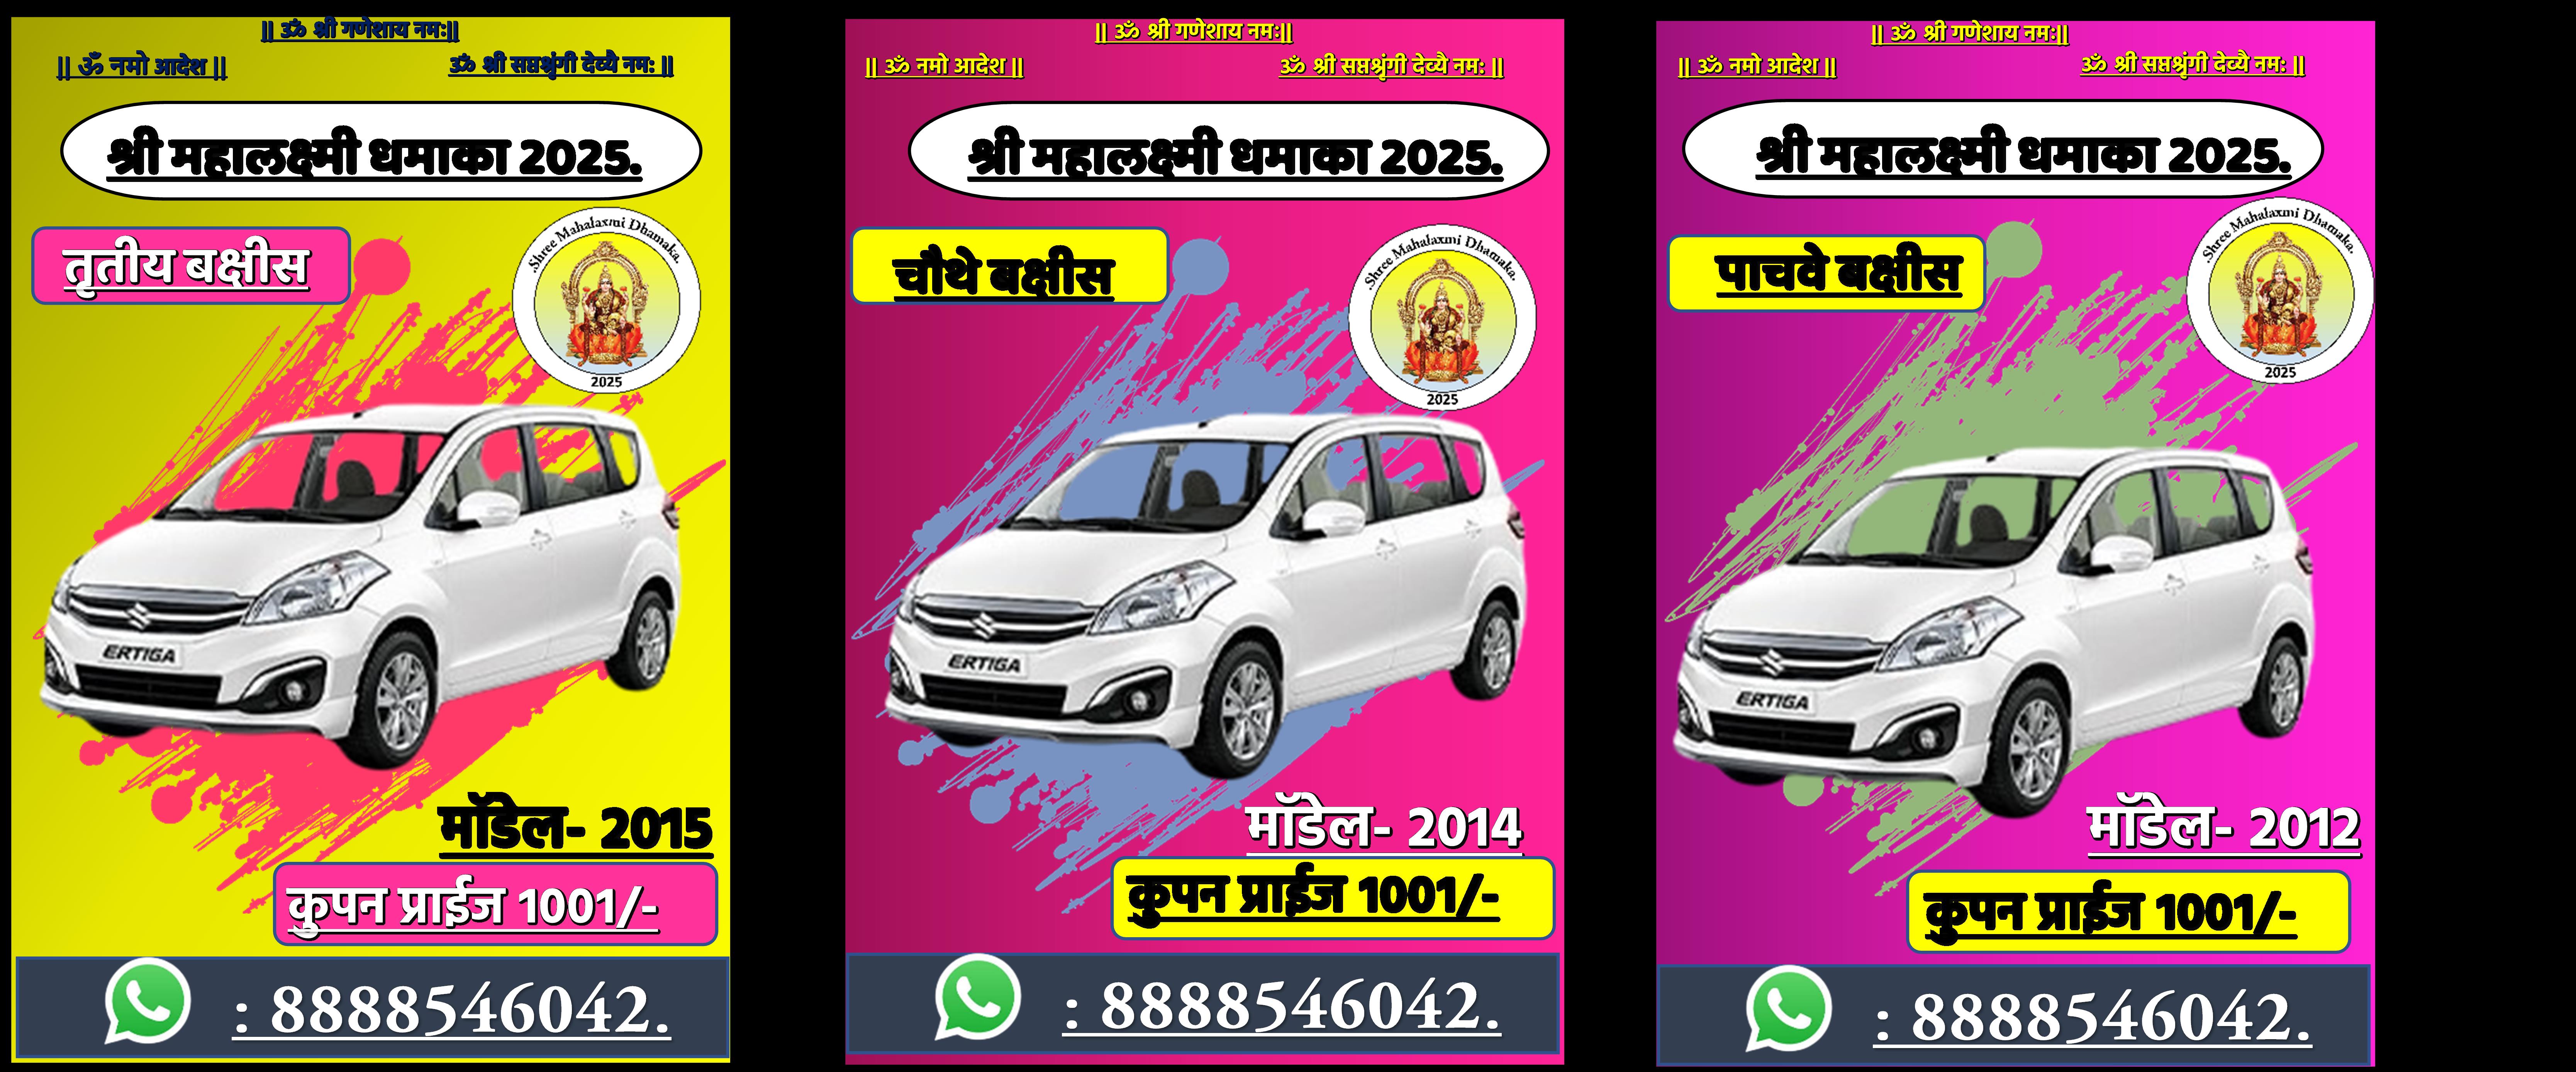 || ॐ श्री गणेशाय नमः||
|| ॐ नमो आदेश ||
ॐ श्री सप्तश्रृंगी देव्यै नम: ||
श्री महालक्ष्मी धमाका 2025.
तृतीय बक्षीस
.Shree Mahalaxmi Dhamaka.
2025
ERTIGA
मॉडेल- 2015
कुपन प्राईज 1001/-
: 8888546042.
|| ॐ श्री गणेशाय नमः||
|| ॐ नमो आदेश ||
ॐ श्री सप्तश्रृंगी देव्यै नम: ||
श्री महालक्ष्मी धमाका 2025.
चौथे बक्षीस
.Shree Mahalaxmi Dhamaka.
2025
ERTIGA
मॉडेल- 2014
कुपन प्राईज 1001/-
: 8888546042.
|| ॐ श्री गणेशाय नमः||
|| ॐ नमो आदेश ||
ॐ श्री सप्तश्रृंगी देव्यै नम: ||
श्री महालक्ष्मी धमाका 2025.
पाचवे बक्षीस
.Shree Mahalaxmi Dhamaka.
2025
ERTIGA
मॉडेल- 2012
कुपन प्राईज 1001/-
: 8888546042.